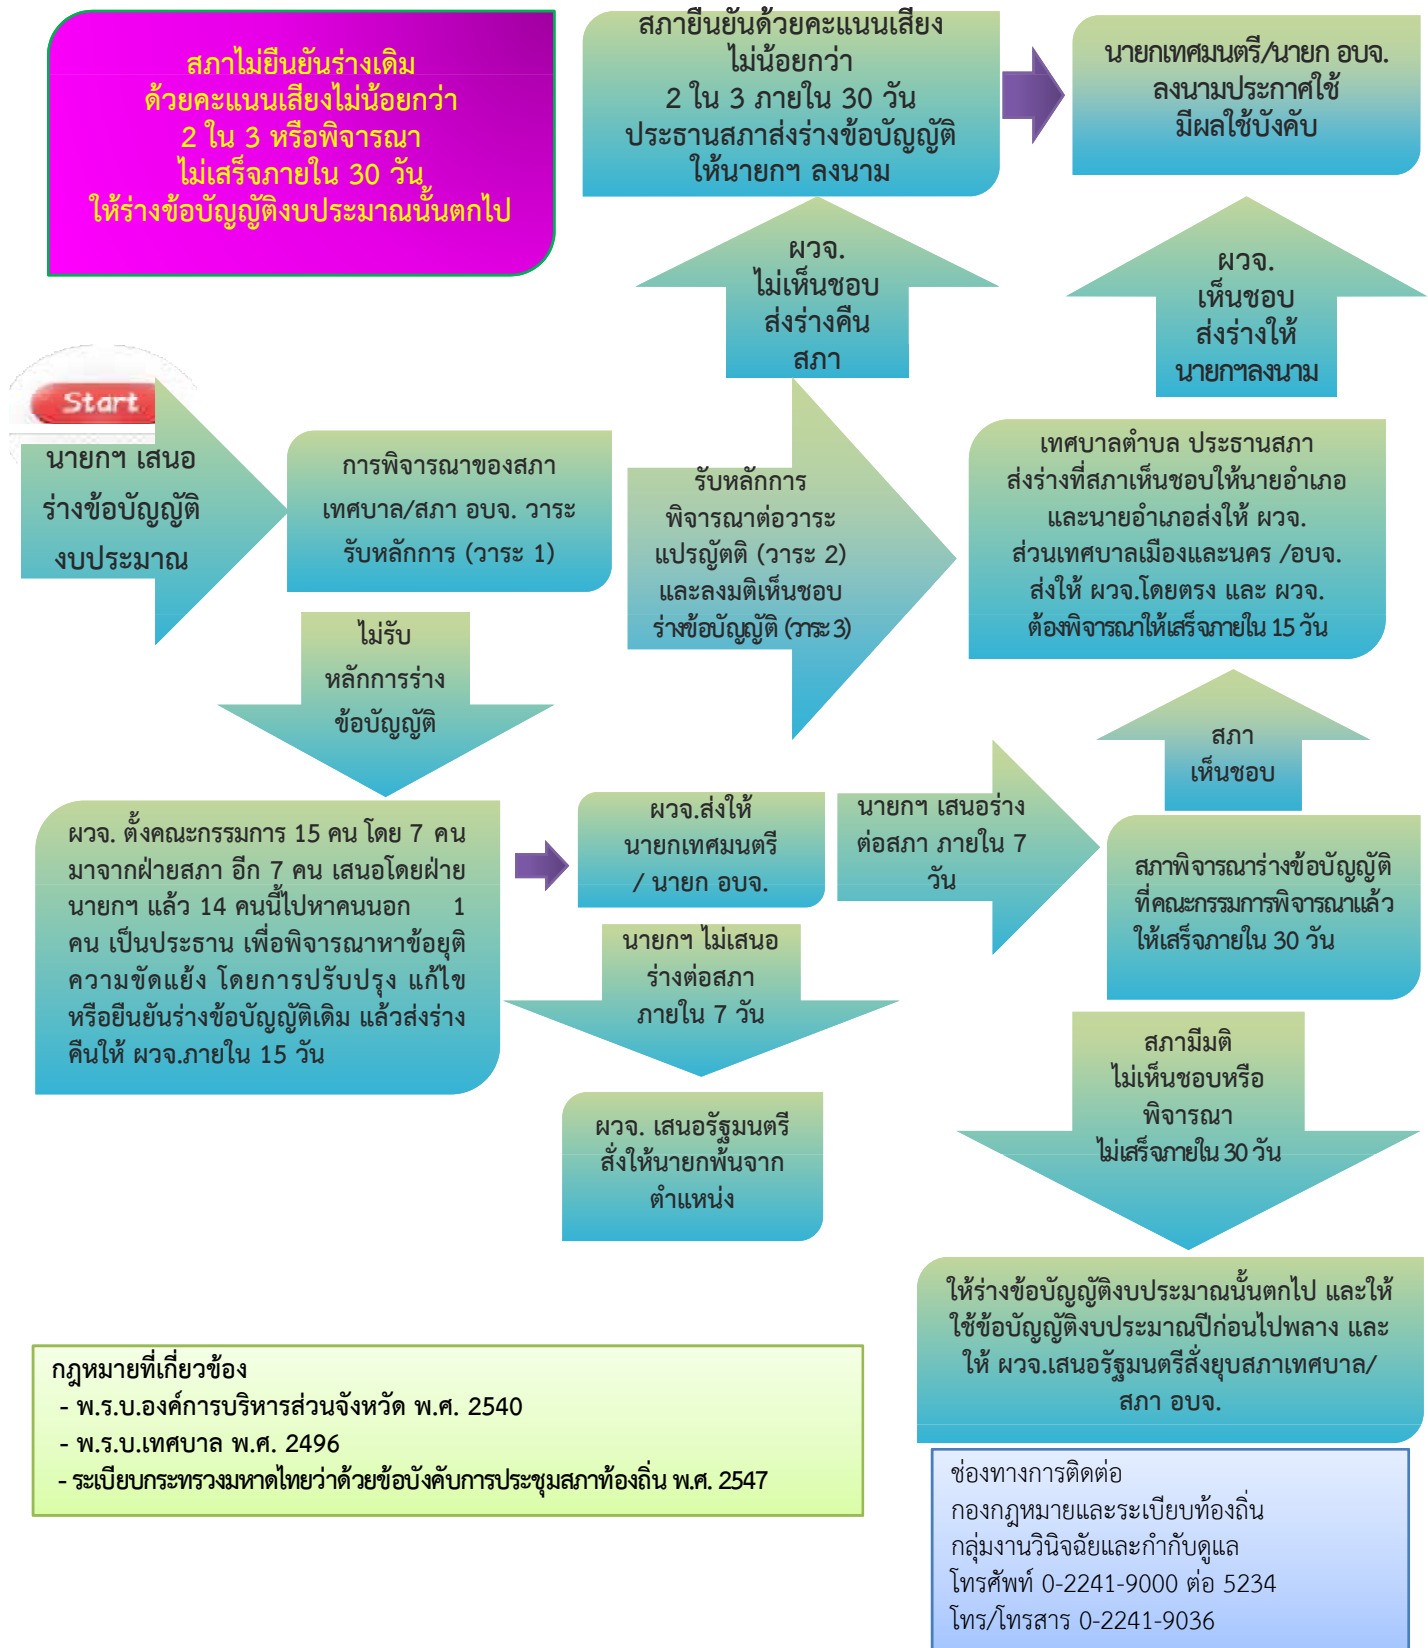 สภาไม่ยืนยันร่างเดิม
ด้วยคะแนนเสียงไม่น้อยกว่า
2 ใน 3 หรือพิจารณา
ไม่เสร็จภายใน 30 วัน
ให้ร่างข้อบัญญัติงบประมาณนั้นตกไป
สภายืนยันด้วยคะแนนเสียง
ไม่น้อยกว่า
2 ใน 3 ภายใน 30 วัน
ประธานสภาส่งร่างข้อบัญญัติ
ให้นายกฯ ลงนาม
นายกเทศมนตรี/นายก อบจ.
ลงนามประกาศใช้
มีผลใช้บังคับ
ผวจ.
ไม่เห็นชอบ
ส่งร่างคืน
สภา
ผวจ.
เห็นชอบ
ส่งร่างให้
นายกฯลงนาม
Start
นายกฯ เสนอ
ร่างข้อบัญญัติ
งบประมาณ
การพิจารณาของสภา
เทศบาล/สภา อบจ. วาระ
รับหลักการ (วาระ 1)
รับหลักการ
พิจารณาต่อวาระ
แปรญัตติ (วาระ 2)
และลงมติเห็นชอบ
ร่างข้อบัญญัติ (วาระ 3)
เทศบาลตำบล ประธานสภา
ส่งร่างที่สภาเห็นชอบให้นายอำเภอ
และนายอำเภอส่งให้ ผวจ.
ส่วนเทศบาลเมืองและนคร /อบจ.
ส่งให้ ผวจ.โดยตรง และ ผวจ.
ต้องพิจารณาให้เสร็จภายใน 15 วัน
ไม่รับ
หลักการร่าง
ข้อบัญญัติ
สภา
เห็นชอบ
ผวจ. ตั้งคณะกรรมการ 15 คน โดย 7 คน
มาจากฝ่ายสภา อีก 7 คน เสนอโดยฝ่าย
นายกฯ แล้ว 14 คนนี้ไปหาคนนอก 1
คน เป็นประธาน เพื่อพิจารณาหาข้อยุติ
ความขัดแย้ง โดยการปรับปรุง แก้ไข
หรือยืนยันร่างข้อบัญญัติเดิม แล้วส่งร่าง
คืนให้ ผวจ.ภายใน 15 วัน
ผวจ.ส่งให้
นายกเทศมนตรี
/ นายก อบจ.
นายกฯ เสนอร่าง
ต่อสภา ภายใน 7
วัน
สภาพิจารณาร่างข้อบัญญัติ
ที่คณะกรรมการพิจารณาแล้ว
ให้เสร็จภายใน 30 วัน
นายกฯ ไม่เสนอ
ร่างต่อสภา
ภายใน 7 วัน
สภามีมติ
ไม่เห็นชอบหรือ
พิจารณา
ไม่เสร็จภายใน 30 วัน
ผวจ. เสนอรัฐมนตรี
สั่งให้นายกพ้นจาก
ตำแหน่ง
ให้ร่างข้อบัญญัติงบประมาณนั้นตกไป และให้
ใช้ข้อบัญญัติงบประมาณปีก่อนไปพลาง และ
ให้ ผวจ.เสนอรัฐมนตรีสั่งยุบสภาเทศบาล/
สภา อบจ.
กฎหมายที่เกี่ยวข้อง
- พ.ร.บ.องค์การบริหารส่วนจังหวัด พ.ศ. 2540
- พ.ร.บ.เทศบาล พ.ศ. 2496
- ระเบียบกระทรวงมหาดไทยว่าด้วยข้อบังคับการประชุมสภาท้องถิ่น พ.ศ. 2547
ช่องทางการติดต่อ
กองกฎหมายและระเบียบท้องถิ่น
กลุ่มงานวินิจฉัยและกำกับดูแล
โทรศัพท์ 0-2241-9000 ต่อ 5234
โทร/โทรสาร 0-2241-9036